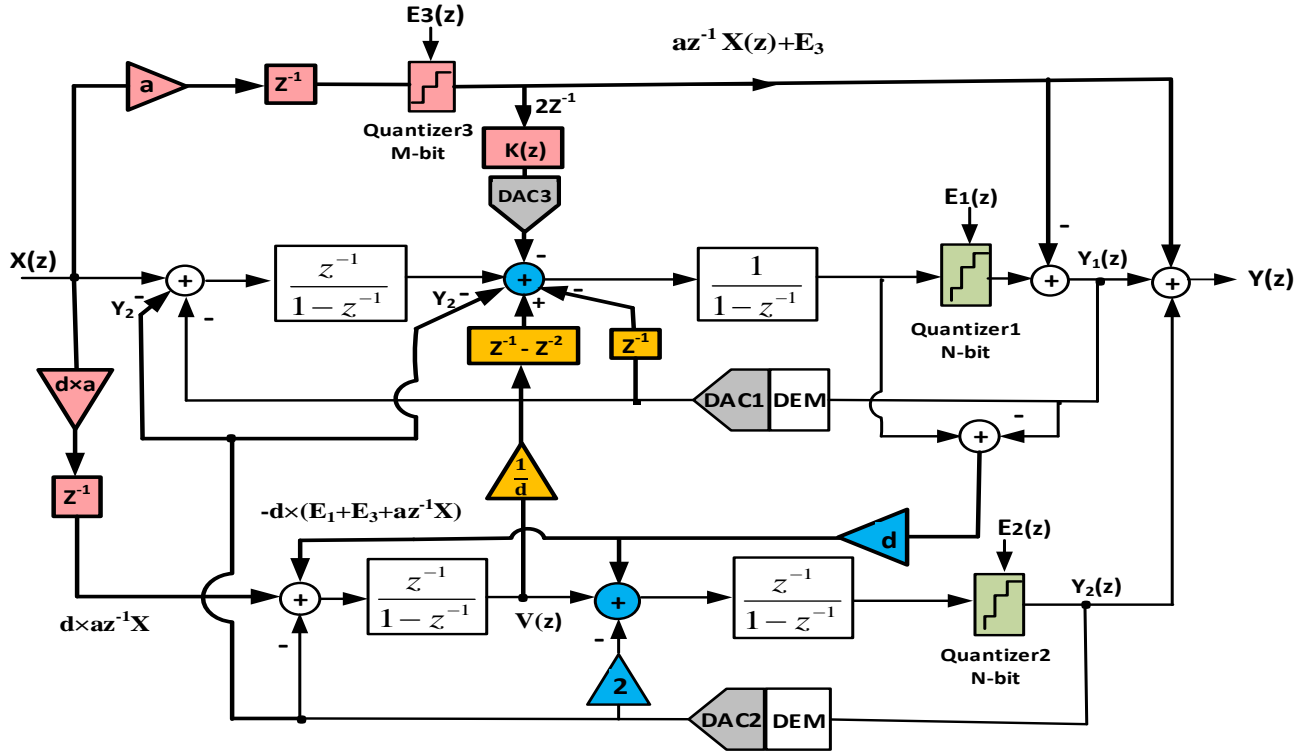 E3(z)
az⁻¹ X(z)+E₃
a
Z⁻¹
Quantizer3
M-bit
2Z⁻¹
K(z)
DAC3
E1(z)
X(z)
+
z⁻¹
1 − z⁻¹
-
+
1
1 − z⁻¹
-
+
Y₁(z)
+
Y(z)
Y₂
-
-
Y₂
-
+
-
Quantizer1
N-bit
Z⁻¹ - Z⁻²
Z⁻¹
d×a
DAC1
DEM
-
+
1
d
Z⁻¹
-d×(E₁+E₃+az⁻¹X)
d
E2(z)
+
z⁻¹
1 − z⁻¹
+
z⁻¹
1 − z⁻¹
Y₂(z)
d×az⁻¹X
V(z)
-
-
Quantizer2
N-bit
2
DAC2
DEM